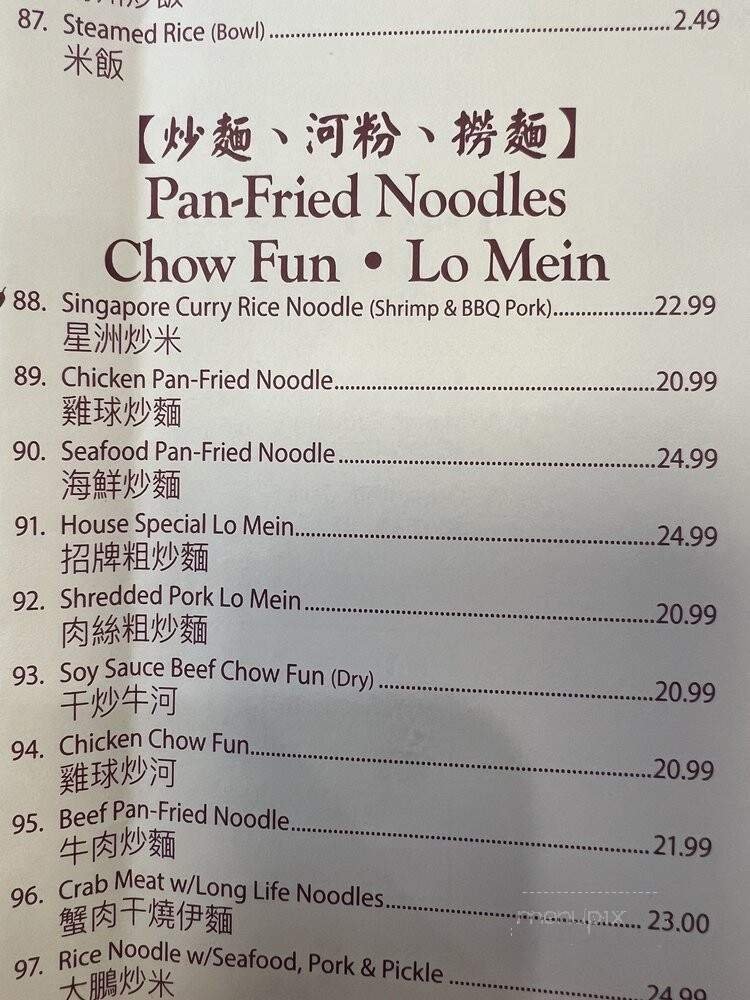 87. Steamed Rice (Bowl) 2.49
米飯
【炒麵、河粉、撈麵】
Pan-Fried Noodles
Chow Fun • Lo Mein
88. Singapore Curry Rice Noodle (Shrimp & BBQ Pork) 22.99
星洲炒米
89. Chicken Pan-Fried Noodle 20.99
雞球炒麵
90. Seafood Pan-Fried Noodle 24.99
海鮮炒麵
91. House Special Lo Mein 24.99
招牌粗炒麵
92. Shredded Pork Lo Mein 20.99
肉絲粗炒麵
93. Soy Sauce Beef Chow Fun (Dry) 20.99
干炒牛河
94. Chicken Chow Fun 20.99
雞球炒河
95. Beef Pan-Fried Noodle 21.99
牛肉炒麵
96. Crab Meat w/Long Life Noodles 23.00
蟹肉干燒伊麵
menupix
97. Rice Noodle w/Seafood, Pork & Pickle 24.99
大鵬炒米